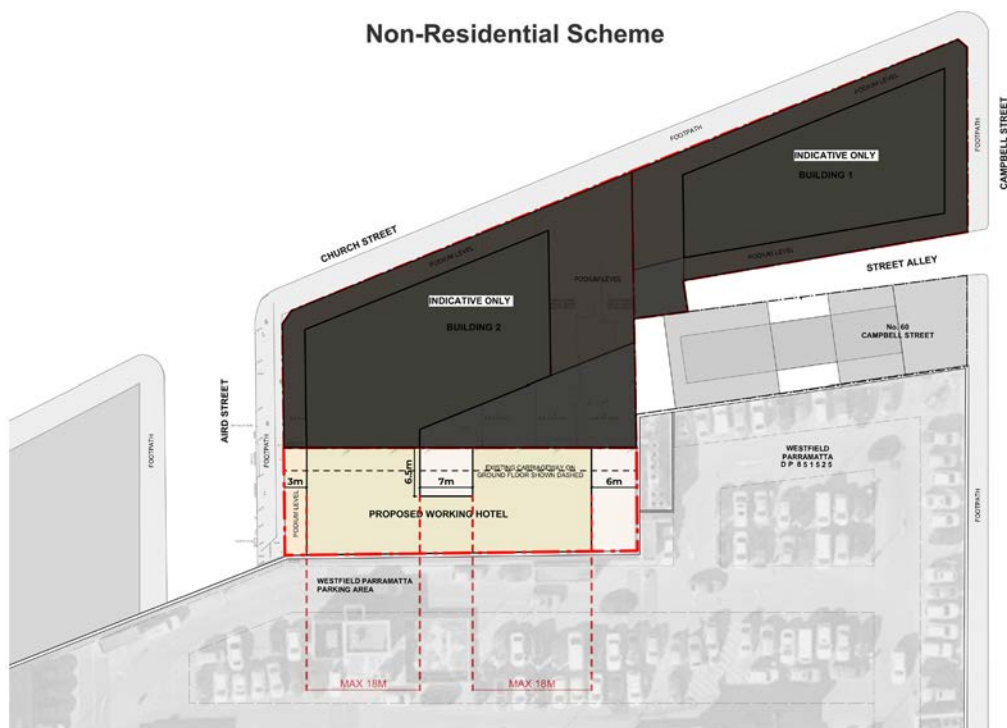 Non-Residential Scheme
CAMPBELL STREET
FOOTPATH
PODIUM LEVEL
FOOTPATH
INDICATIVE ONLY
BUILDING 1
CHURCH STREET
PODIUM LEVEL
PODIUM LEVEL
STREET ALLEY
PODIUM LEVEL
INDICATIVE ONLY
BUILDING 2
No. 60
CAMPBELL STREET
AIRD STREET
FOOTPATH
FOOTPATH
WESTFIELD
PARRAMATTA
DP 851525
FOOTPATH
3m
6.5m
7m
EXISTING CARRIAGEWAY ON
GROUND FLOOR SHOWN DASHED
6m
PODIUM LEVEL
PROPOSED WORKING HOTEL
WESTFIELD PARRAMATTA
PARKING AREA
MAX 18M
MAX 18M